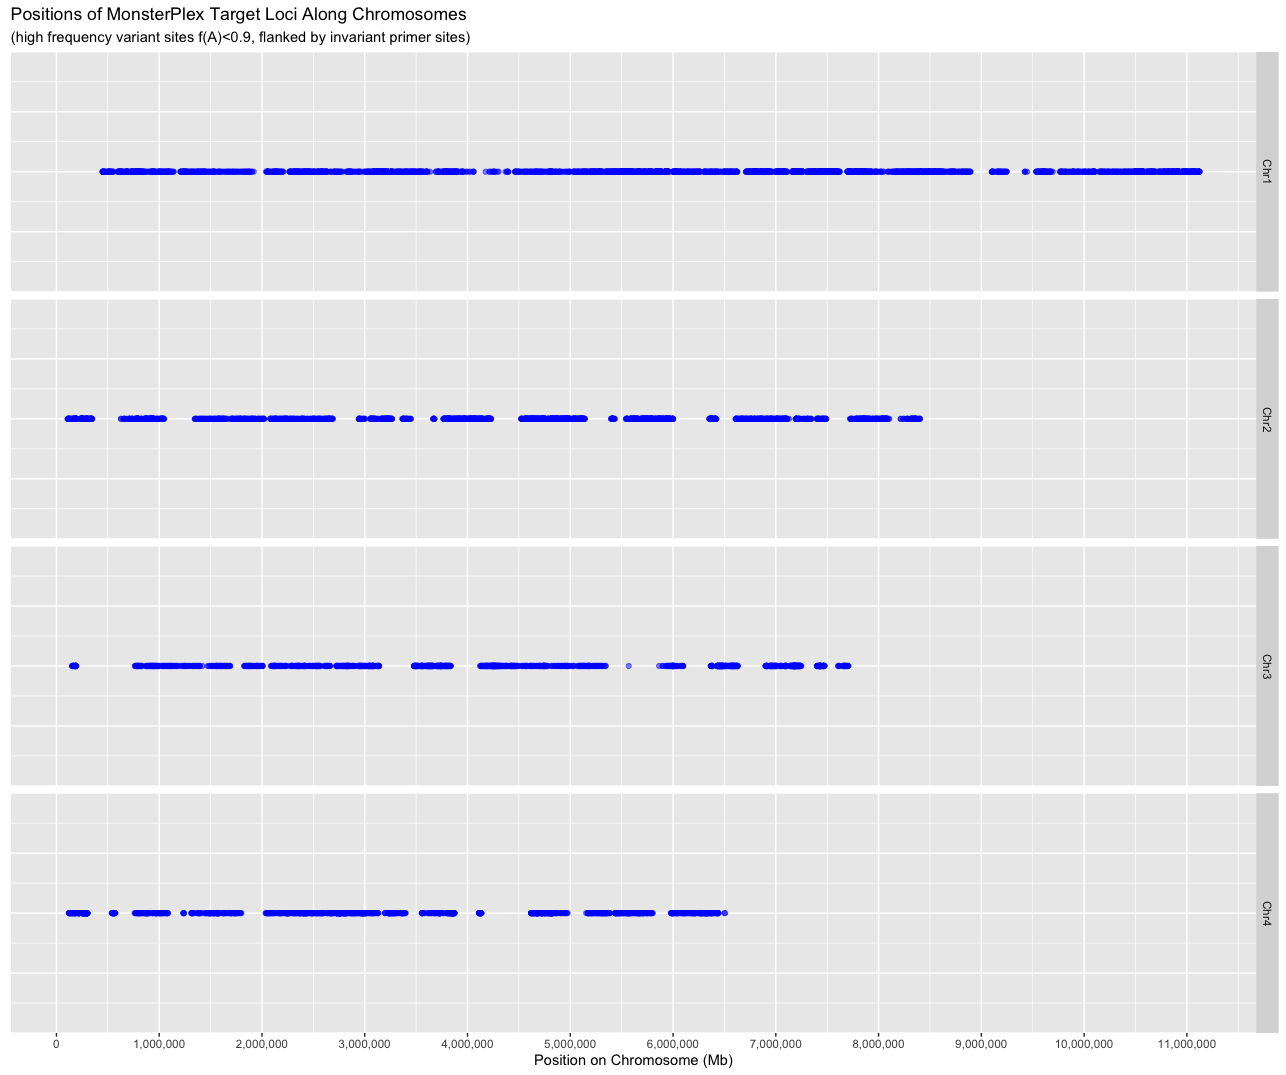 Positions of MonsterPlex Target Loci Along Chromosomes
(high frequency variant sites f(A)<0.9, flanked by invariant primer sites)
Chr1
Chr2
Chr3
Chr4
0 1,000,000 2,000,000 3,000,000 4,000,000 5,000,000 6,000,000 7,000,000 8,000,000 9,000,000 10,000,000 11,000,000
Position on Chromosome (Mb)